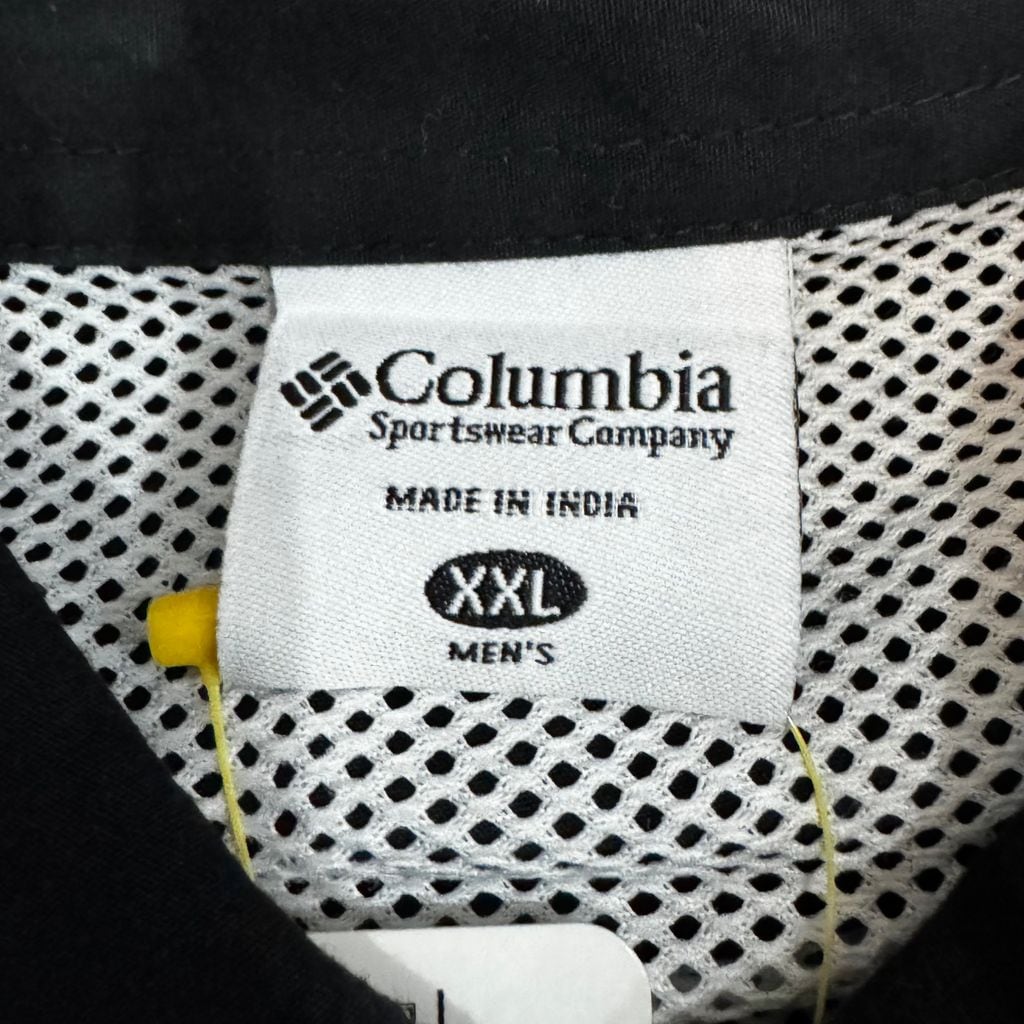 Columbia
Sportswear Company
MADE IN INDIA
XXL
MEN'S